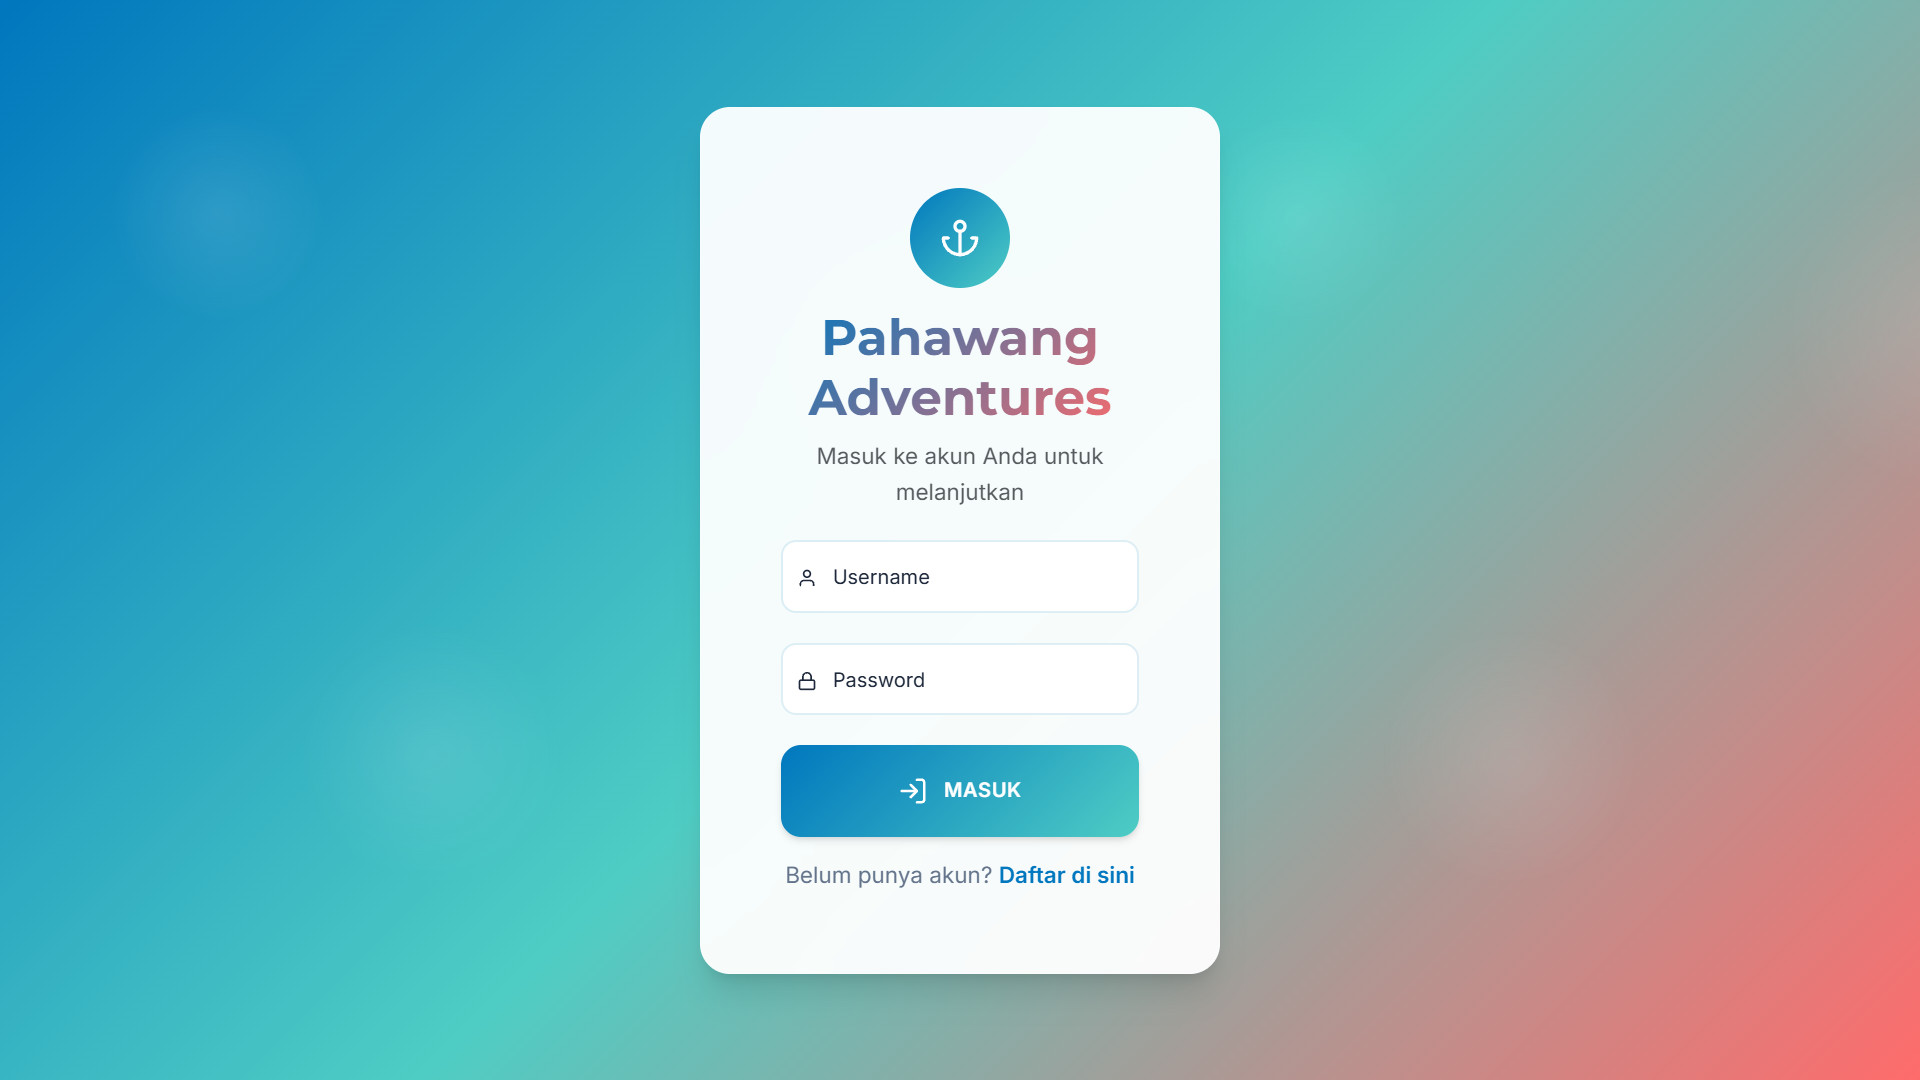 Pahawang
Adventures
Masuk ke akun Anda untuk
melanjutkan
Username
Password
MASUK
Belum punya akun? Daftar di sini